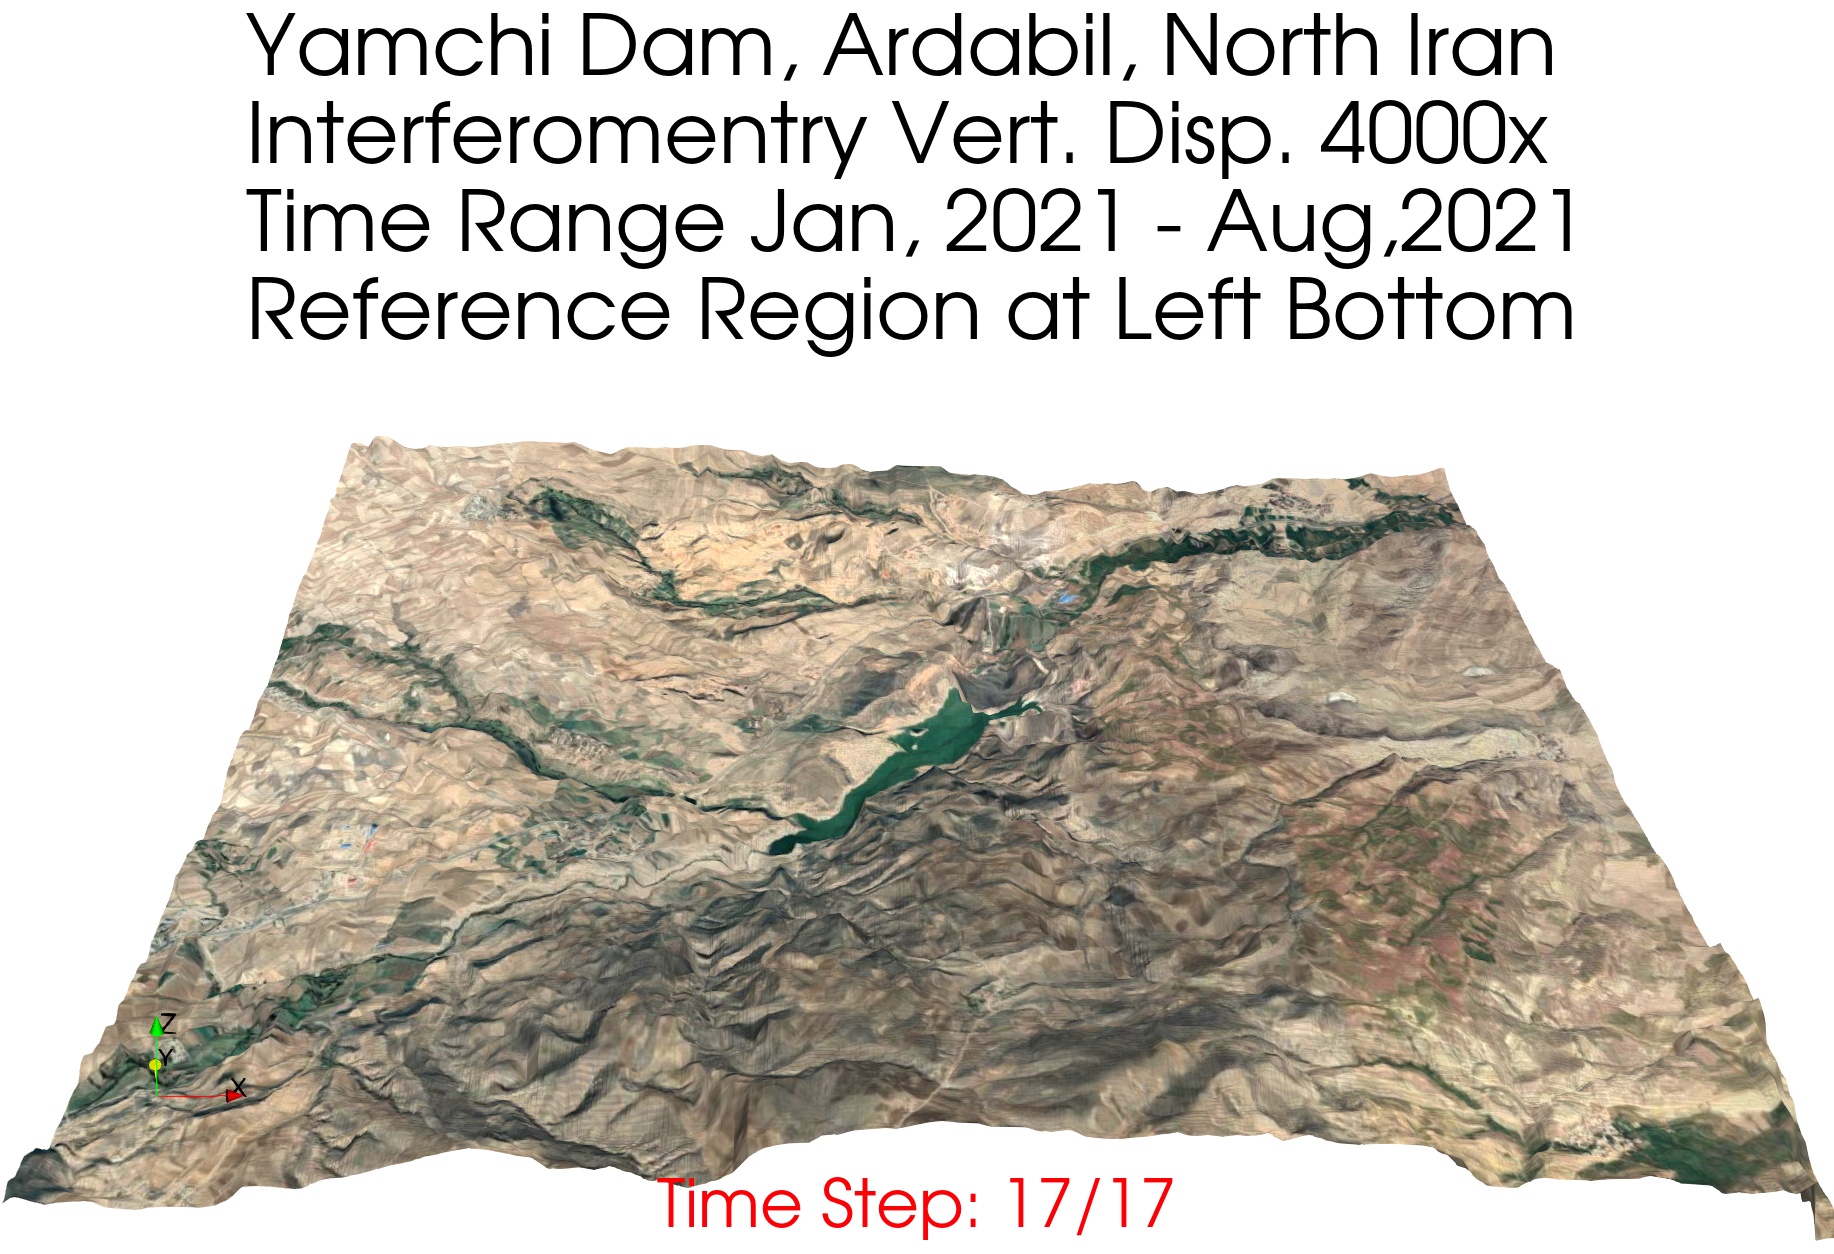 Yamchi Dam, Ardabil, North Iran
Interferomentry Vert. Disp. 4000x
Time Range Jan, 2021 - Aug,2021
Reference Region at Left Bottom
Z
Y
X
Time Step: 17/17